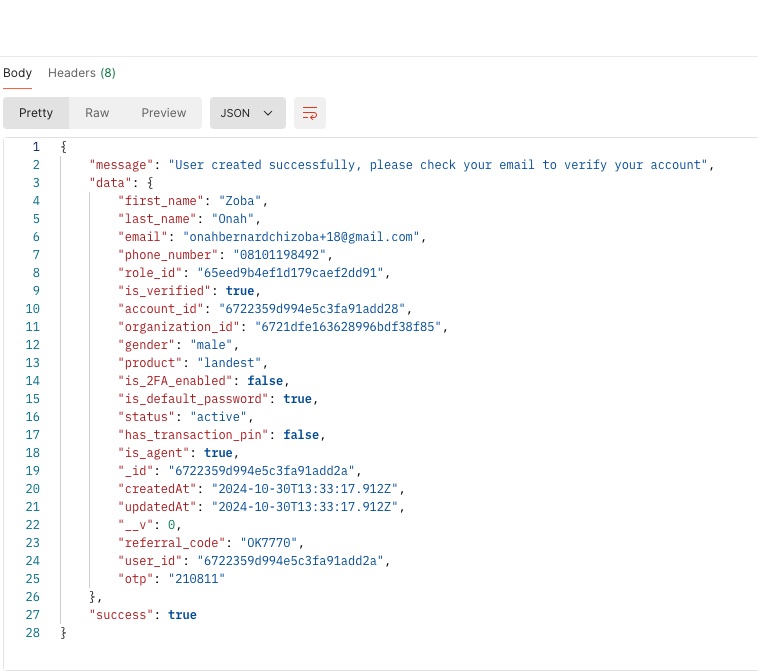 Body Headers (8)
Pretty Raw Preview JSON
1 {
2 "message": "User created successfully, please check your email to verify your account",
3 "data": {
4 "first_name": "Zoba",
5 "last_name": "Onah",
6 "email": "onahbernardchizoba+18@gmail.com",
7 "phone_number": "08101198492",
8 "role_id": "65eed9b4ef1d179caef2dd91",
9 "is_verified": true,
10 "account_id": "6722359d994e5c3fa91add28",
11 "organization_id": "6721dfe163628996bdf38f85",
12 "gender": "male",
13 "product": "landest",
14 "is_2FA_enabled": false,
15 "is_default_password": true,
16 "status": "active",
17 "has_transaction_pin": false,
18 "is_agent": true,
19 "_id": "6722359d994e5c3fa91add2a",
20 "createdAt": "2024-10-30T13:33:17.912Z",
21 "updatedAt": "2024-10-30T13:33:17.912Z",
22 "__v": 0,
23 "referral_code": "OK7770",
24 "user_id": "6722359d994e5c3fa91add2a",
25 "otp": "210811"
26 },
27 "success": true
28 }